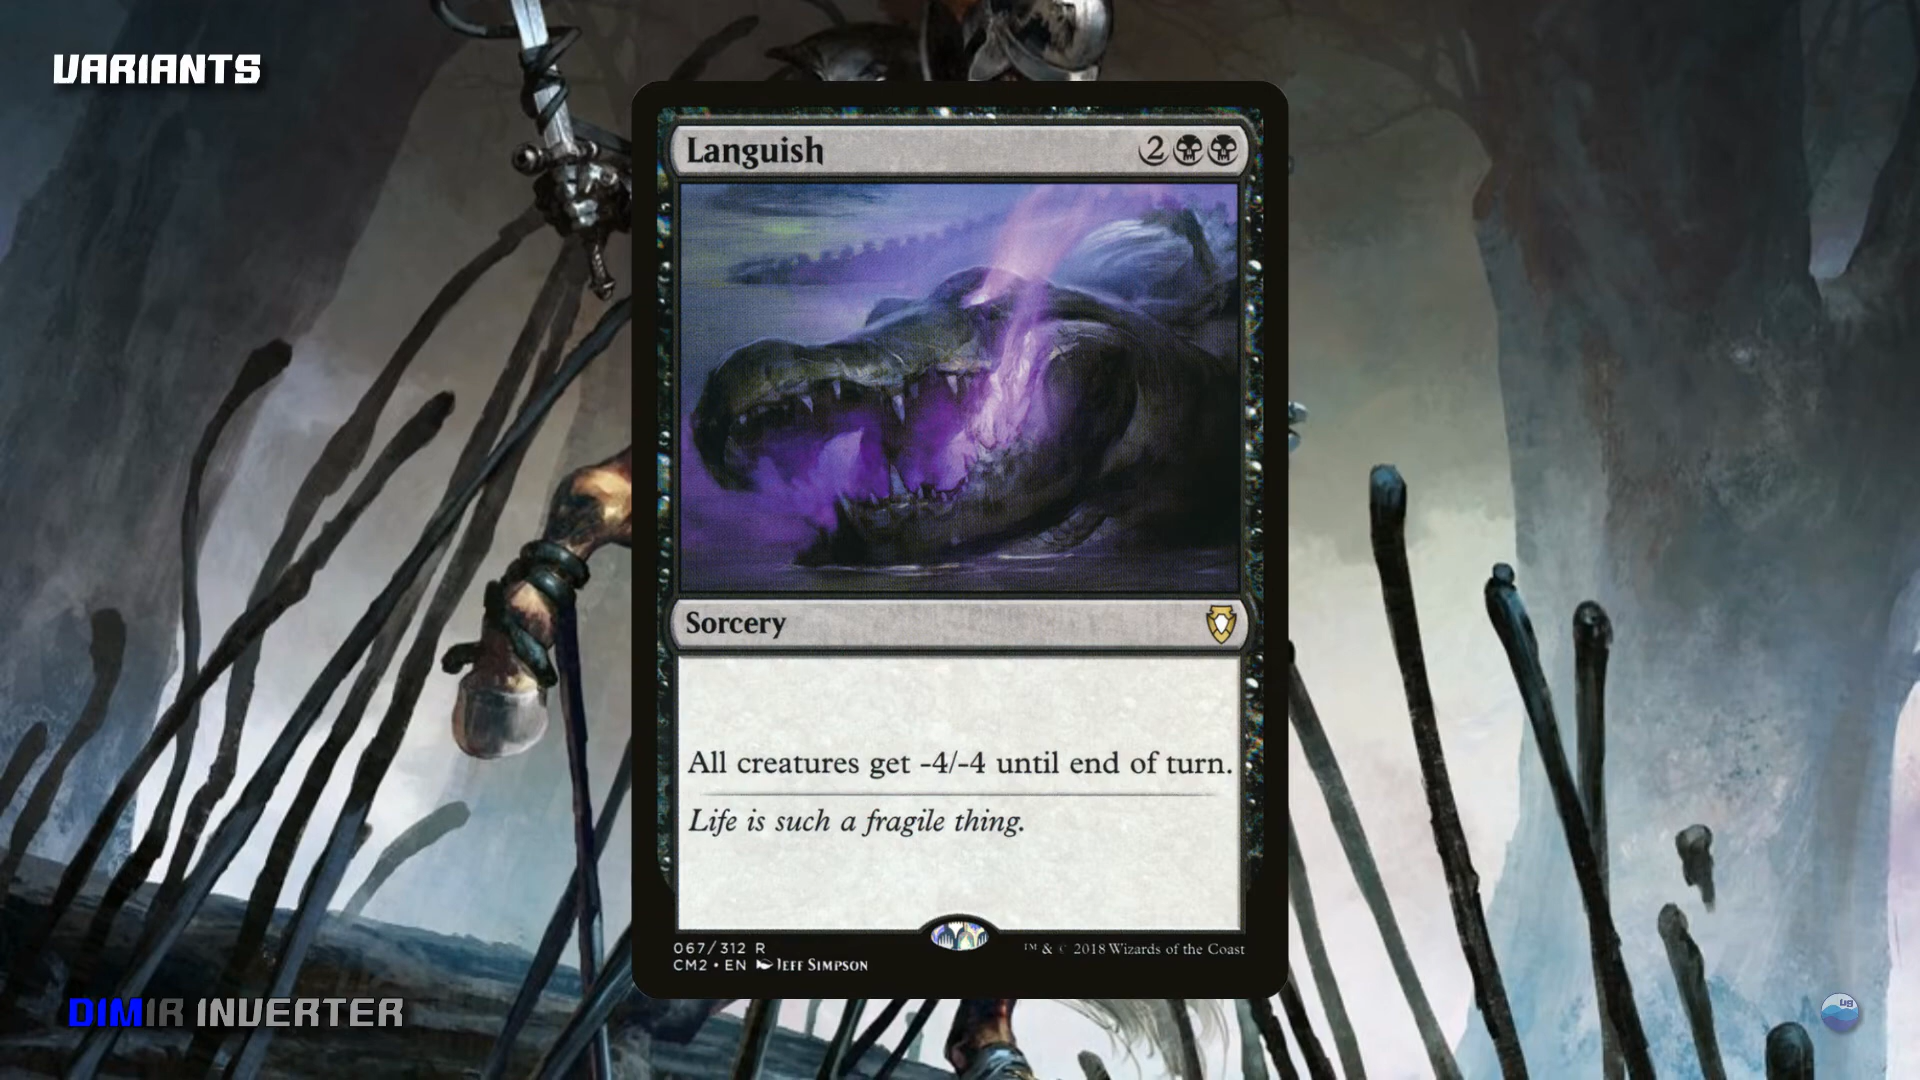 VARIANTS
Languish
2
Sorcery
All creatures get -4/-4 until end of turn.
Life is such a fragile thing.
067/312 R
CM2 • EN Jeff Simpson
™ & © 2018 Wizards of the Coast
DIMIR INVERTER